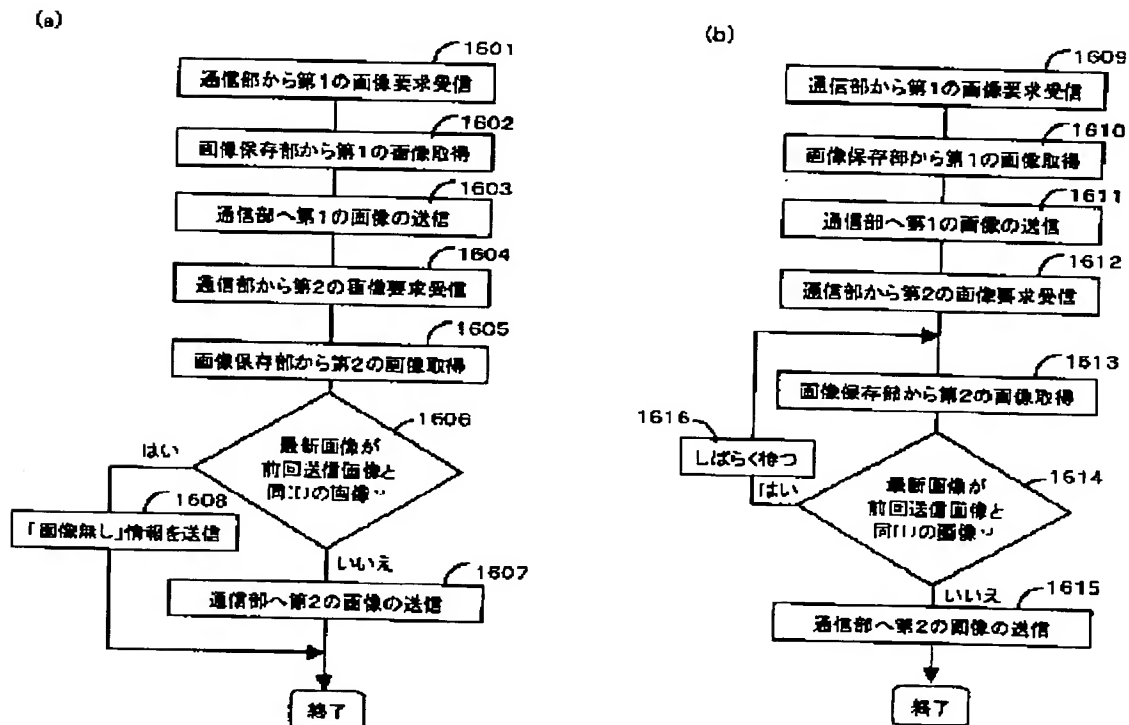 (a)
1601
通信部から第1の画像要求受信
1602
画像保存部から第1の画像取得
1603
通信部へ第1の画像の送信
1604
通信部から第2の画像要求受信
1605
画像保存部から第2の画像取得
1606
最新画像が
前回送信画像と
同じの画像?
はい
1608
「画像無し」情報を送信
いいえ
1607
通信部へ第2の画像の送信
終了
(b)
1609
通信部から第1の画像要求受信
1610
画像保存部から第1の画像取得
1611
通信部へ第1の画像の送信
1612
通信部から第2の画像要求受信
1613
画像保存部から第2の画像取得
1616
しばらく待つ
はい
1614
最新画像が
前回送信画像と
同じの画像?
いいえ
1615
通信部へ第2の画像の送信
終了